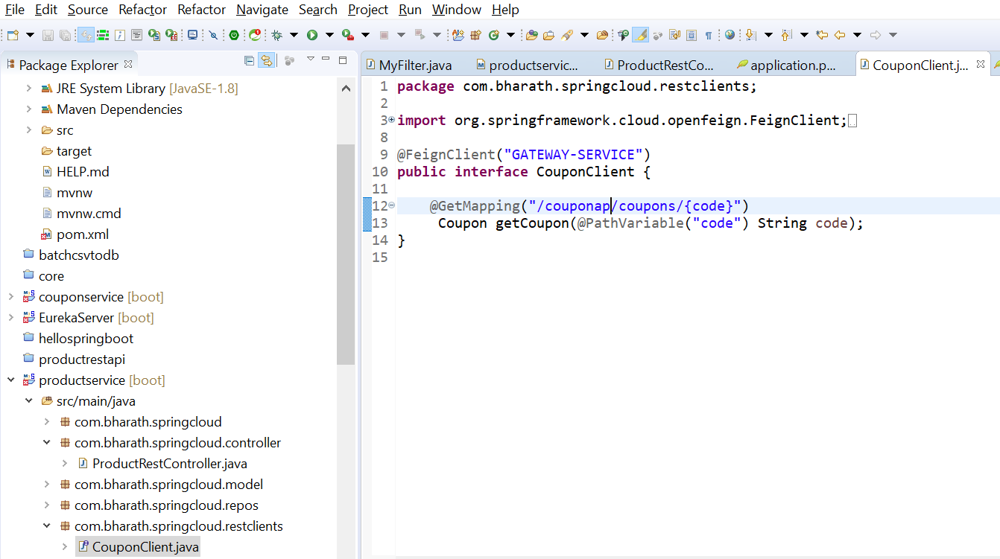 File Edit Source Refactor Refactor Navigate Search Project Run Window Help
Package Explorer
JRE System Library [JavaSE-1.8]
Maven Dependencies
src
target
HELP.md
mvnw
mvnw.cmd
pom.xml
batchcsvtodb
core
couponservice [boot]
EurekaServer [boot]
hellospringboot
productrestapi
productservice [boot]
src/main/java
com.bharath.springcloud
com.bharath.springcloud.controller
ProductRestController.java
com.bharath.springcloud.model
com.bharath.springcloud.repos
com.bharath.springcloud.restclients
CouponClient.java
MyFilter.java productservic... ProductRestCo... application.p... CouponClient.j...
1 package com.bharath.springcloud.restclients;
2
3 import org.springframework.cloud.openfeign.FeignClient;
8
9 @FeignClient("GATEWAY-SERVICE")
10 public interface CouponClient {
11
12 @GetMapping("/couponap/coupons/{code}")
13 Coupon getCoupon(@PathVariable("code") String code);
14 }
15